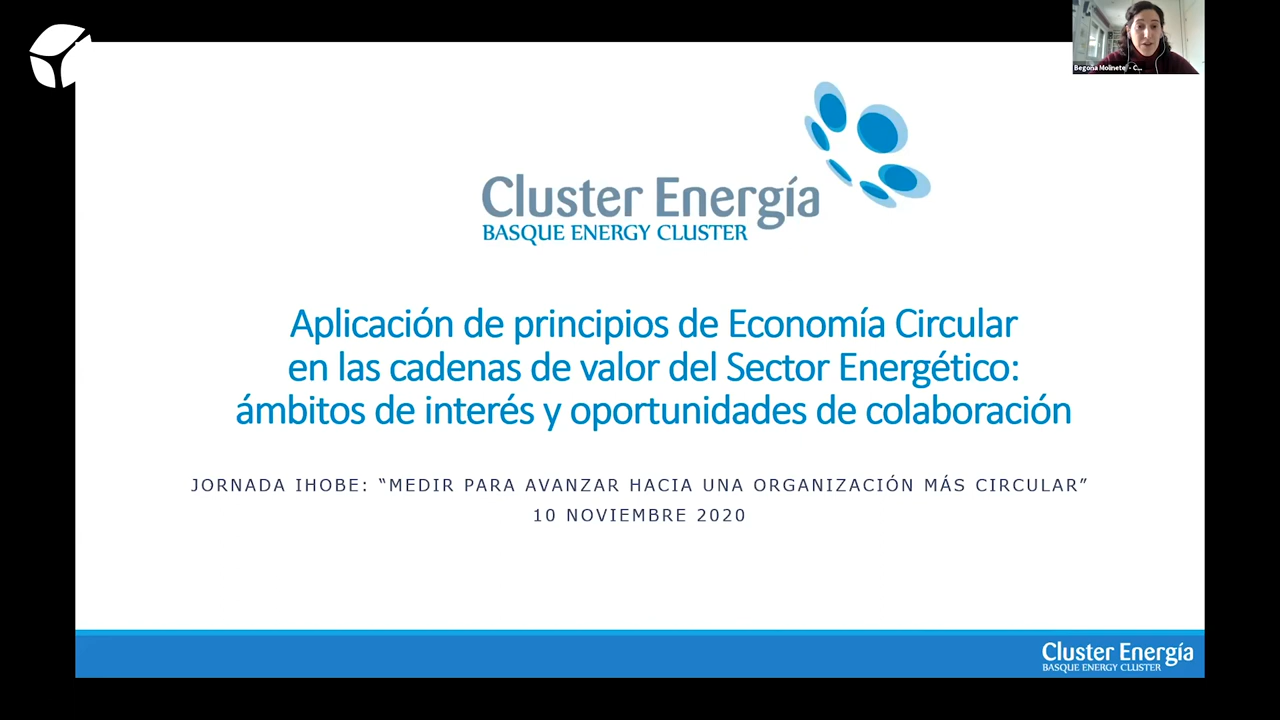 Begoña Molinete - C...
Cluster Energía
BASQUE ENERGY CLUSTER
Aplicación de principios de Economía Circular
en las cadenas de valor del Sector Energético:
ámbitos de interés y oportunidades de colaboración
JORNADA IHOBE: “MEDIR PARA AVANZAR HACIA UNA ORGANIZACIÓN MÁS CIRCULAR”
10 NOVIEMBRE 2020
Cluster Energía
BASQUE ENERGY CLUSTER